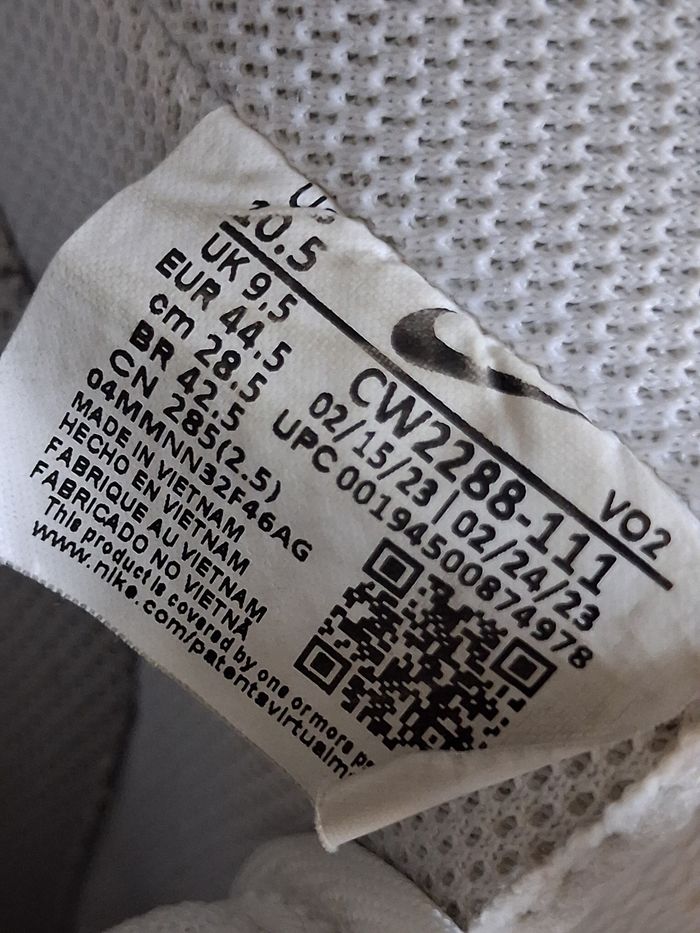 US
10.5
UK 9.5
EUR 44.5
cm 28.5
BR 42.5
CN 285(2.5)
04MMNN32F46AG
MADE IN VIETNAM
HECHO EN VIETNAM
FABRIQUE AU VIETNAM
FABRICADO NO VIETNÃ
This product is covered by one or more
www.nike.com/patentsvirtual
VO2
CW2288-111
02/15/23 | 02/24/23
UPC 00194500874978